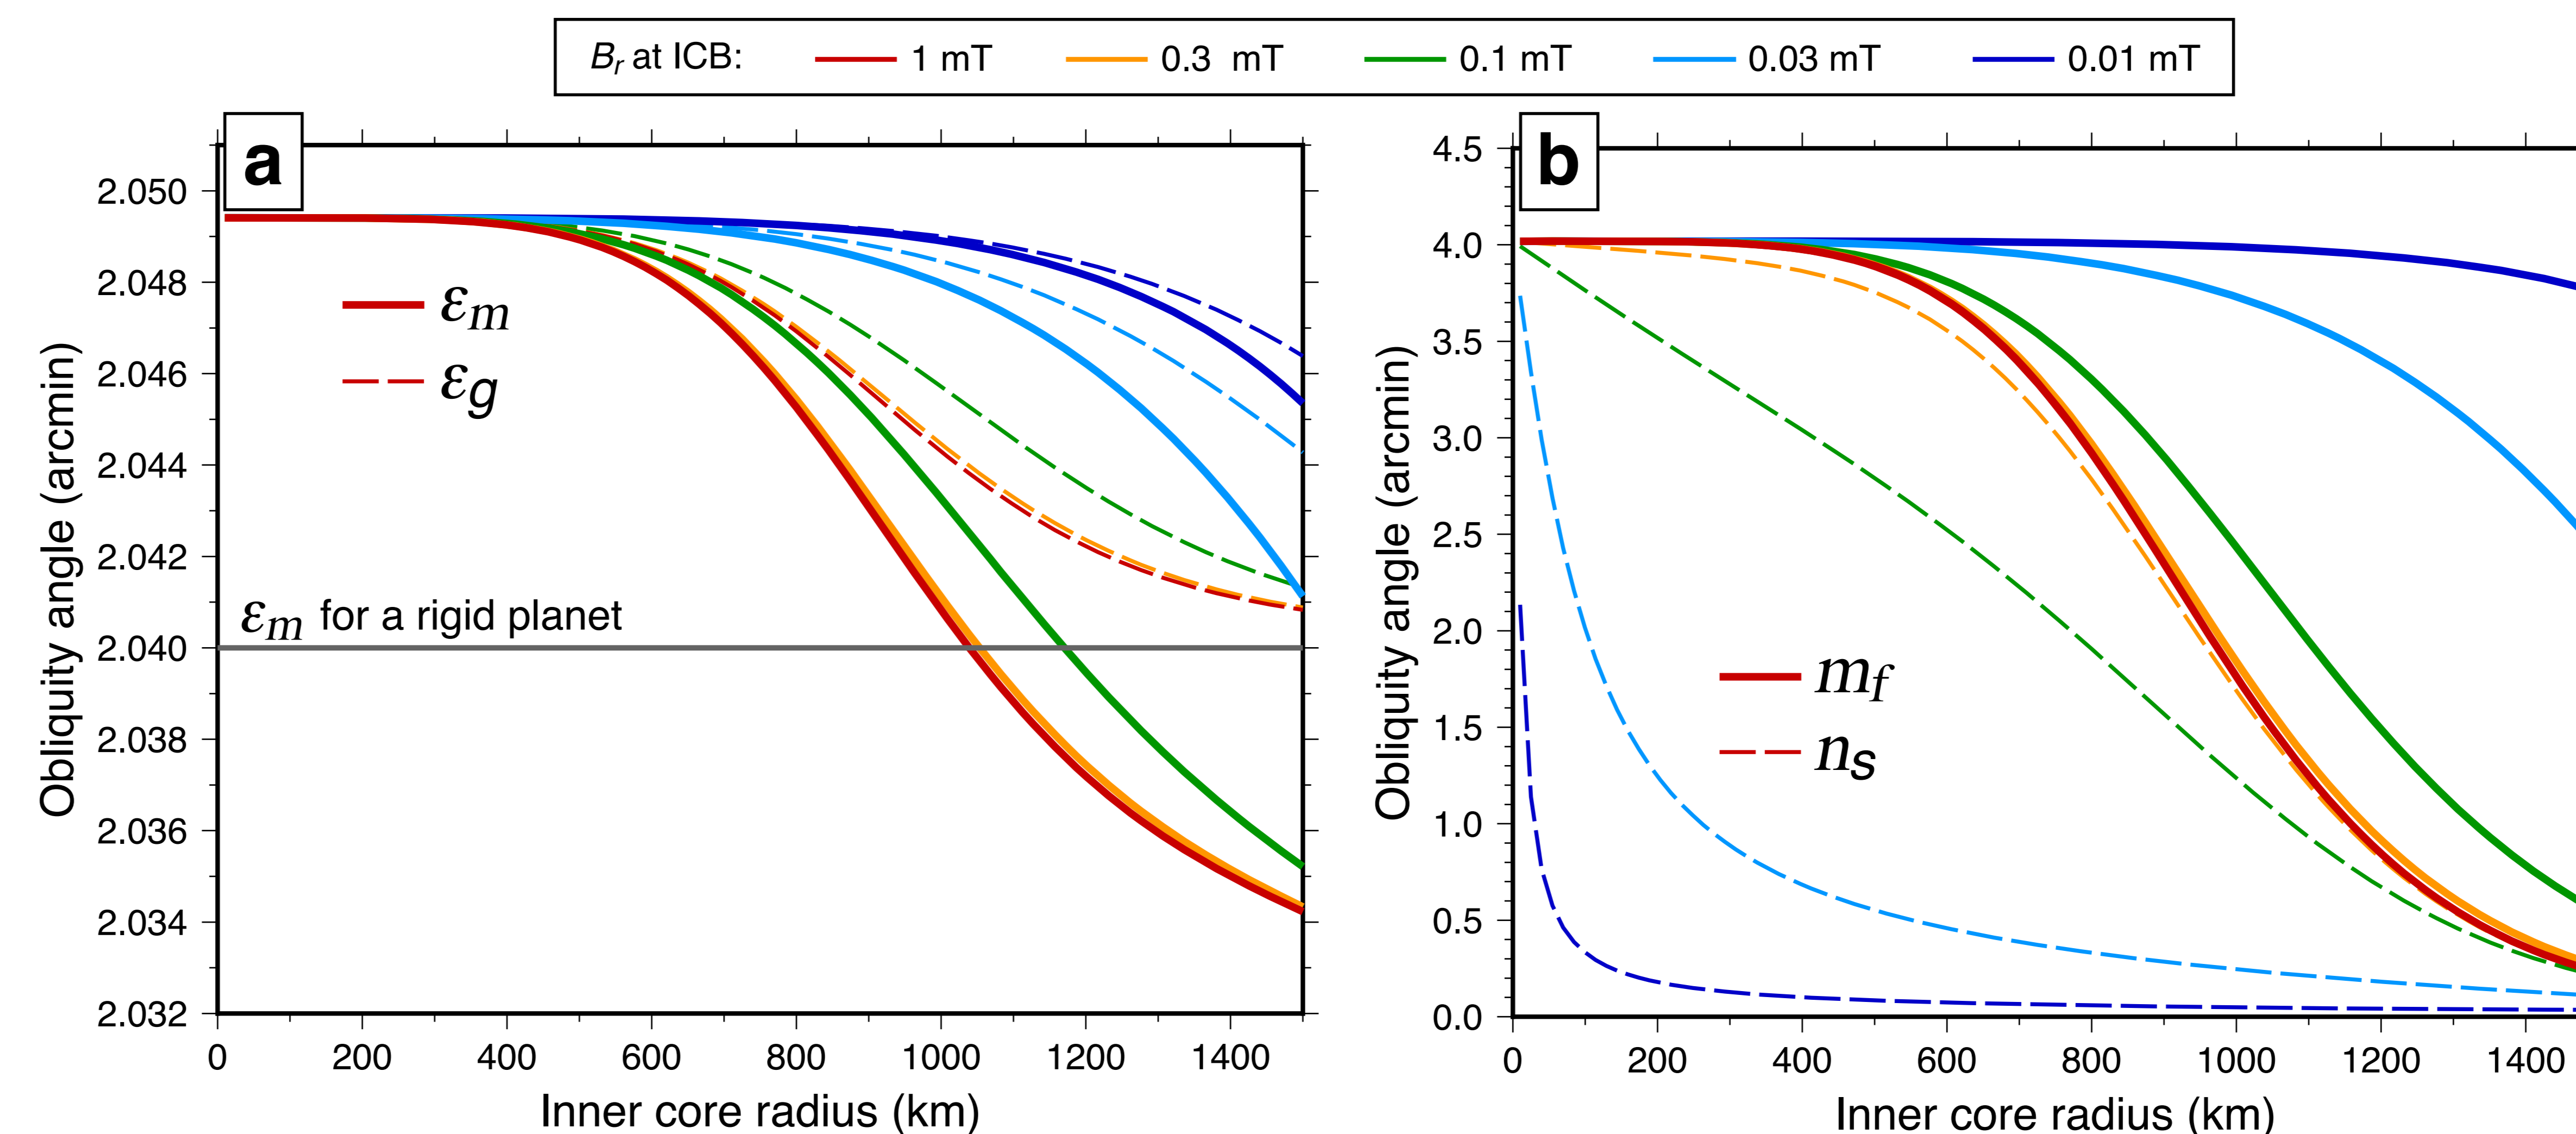 B_r at ICB: 1 mT 0.3 mT 0.1 mT 0.03 mT 0.01 mT
a
2.050
2.048
2.046
2.044
2.042
2.040
2.038
2.036
2.034
2.032
Obliquity angle (arcmin)
ε_m
ε_g
ε_m for a rigid planet
0 200 400 600 800 1000 1200 1400
Inner core radius (km)
b
4.5
4.0
3.5
3.0
2.5
2.0
1.5
1.0
0.5
0.0
Obliquity angle (arcmin)
m_f
n_s
0 200 400 600 800 1000 1200 1400
Inner core radius (km)